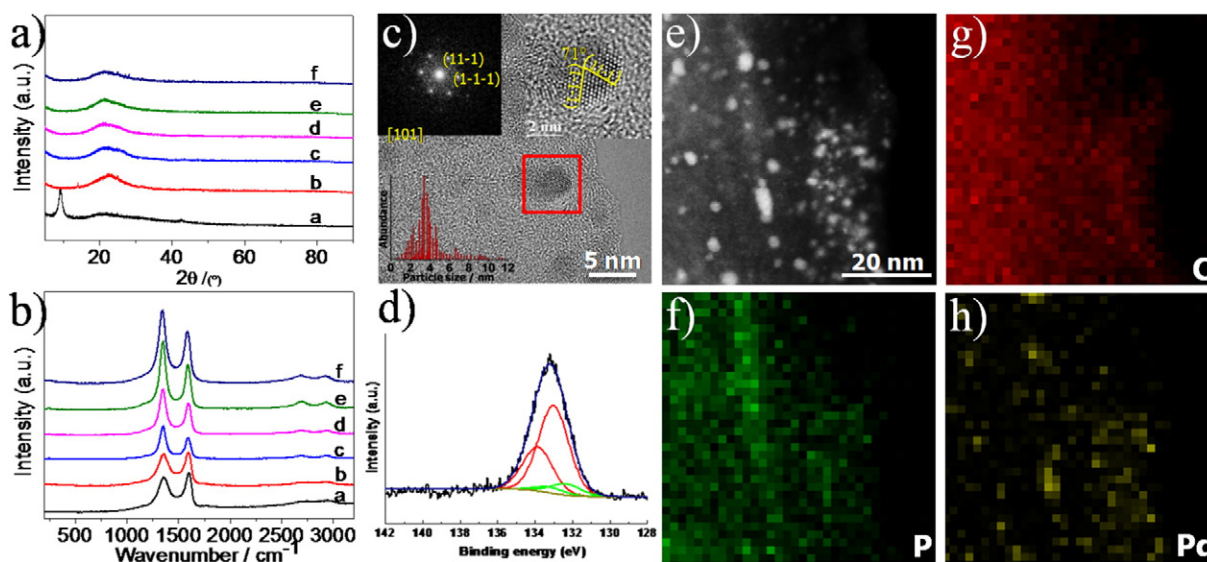 a)
Intensity (a.u.)
f
e
d
c
b
a
20 40 60 80
2θ /(°)
b)
Intensity (a.u.)
f
e
d
c
b
a
500 1000 1500 2000 2500 3000
Wavenumber / cm⁻¹
c)
(11-1)
(1-1-1)
[101]
71°
2 nm
Abundance
0 2 4 6 8 10 12
Particle size / nm
5 nm
d)
Intensity (a.u.)
142 140 138 136 134 132 130 128
Binding energy (eV)
e)
20 nm
f)
P
g)
C
h)
Pd